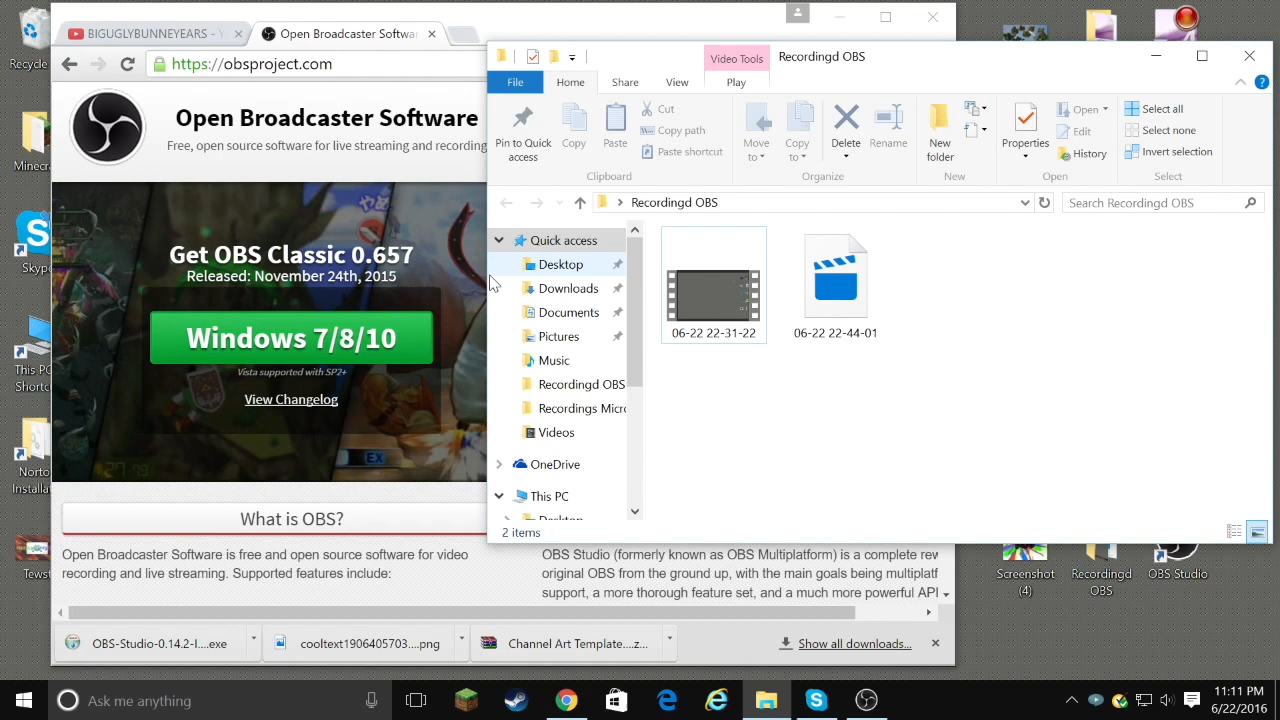 Recycle
Minec
Skype
This PC
Shortc
Norto
Installa
Tewst
BIGUGLYBUNNEYEARS - Y
Open Broadcaster Softwa
https://obsproject.com
Open Broadcaster Software
Free, open source software for live streaming and recording
Get OBS Classic 0.657
Released: November 24th, 2015
Windows 7/8/10
Vista supported with SP2+
View Changelog
What is OBS?
Open Broadcaster Software is free and open source software for video
recording and live streaming. Supported features include:
OBS Studio (formerly known as OBS Multiplatform) is a complete rew
original OBS from the ground up, with the main goals being multiplatf
support, a more thorough feature set, and a much more powerful API
OBS-Studio-0.14.2-I....exe
cooltext1906405703....png
Channel Art Template....z...
Show all downloads...
Video Tools
Recordingd OBS
File
Home
Share
View
Play
Pin to Quick
access
Copy
Paste
Cut
Copy path
Paste shortcut
Clipboard
Move
to
Copy
to
Delete
Rename
Organize
New
folder
New
Properties
Open
Edit
History
Open
Select all
Select none
Invert selection
Select
Recordingd OBS
Search Recordingd OBS
Quick access
Desktop
Downloads
Documents
Pictures
Music
Recordingd OBS
Recordings Micr
Videos
OneDrive
This PC
Desktop
06-22 22-31-22
06-22 22-44-01
2 items
Screenshot
(4)
Recordingd
OBS
OBS Studio
Ask me anything
11:11 PM
6/22/2016